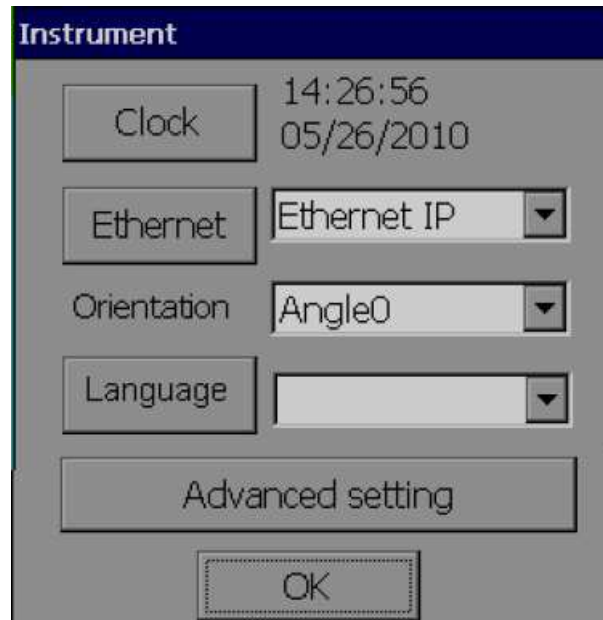 Instrument
Clock
14:26:56
05/26/2010
Ethernet
Ethernet IP
Orientation
Angle0
Language
Advanced setting
OK